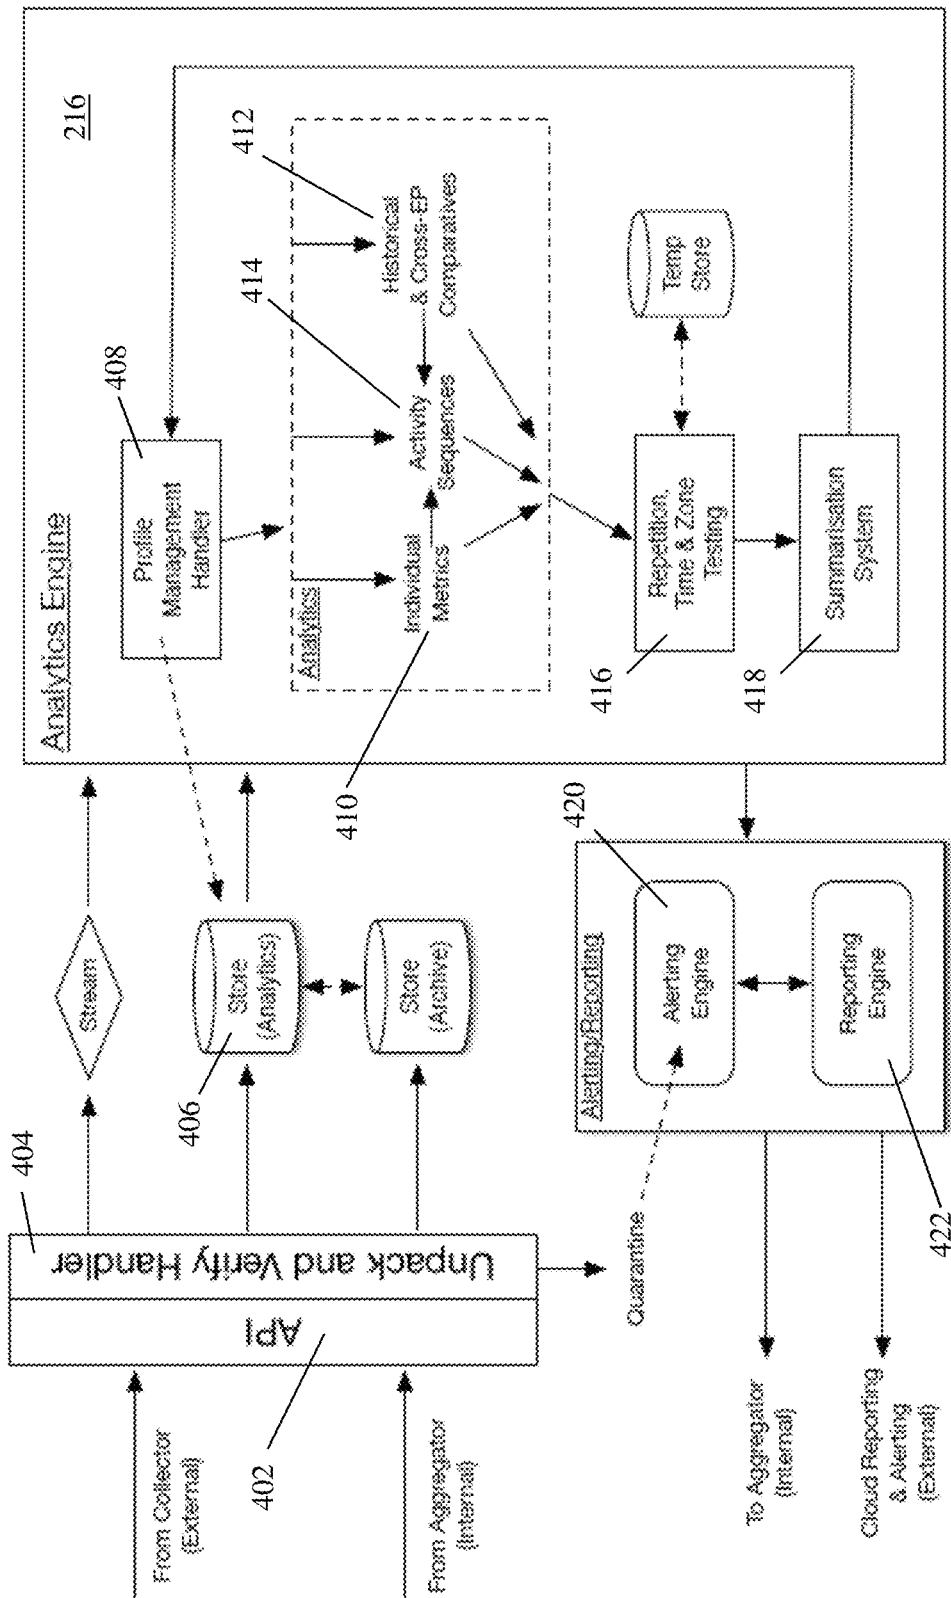 From Collector
(External)
From Aggregator
(Internal)
402
API
Unpack and Verify Handler
404
Stream
406
Store
(Analytics)
Store
(Archive)
Quarantine
To Aggregator
(Internal)
Cloud Reporting
& Alerting
(External)
Alerting/Reporting
Alerting
Engine
420
Reporting
Engine
422
Analytics Engine
216
Profile
Management
Handler
408
Analytics
Individual
Metrics
410
Activity
Sequences
414
Historical
& Cross-EP
Comparatives
412
Repetition,
Time & Zone
Testing
416
Temp
Store
Summarisation
System
418